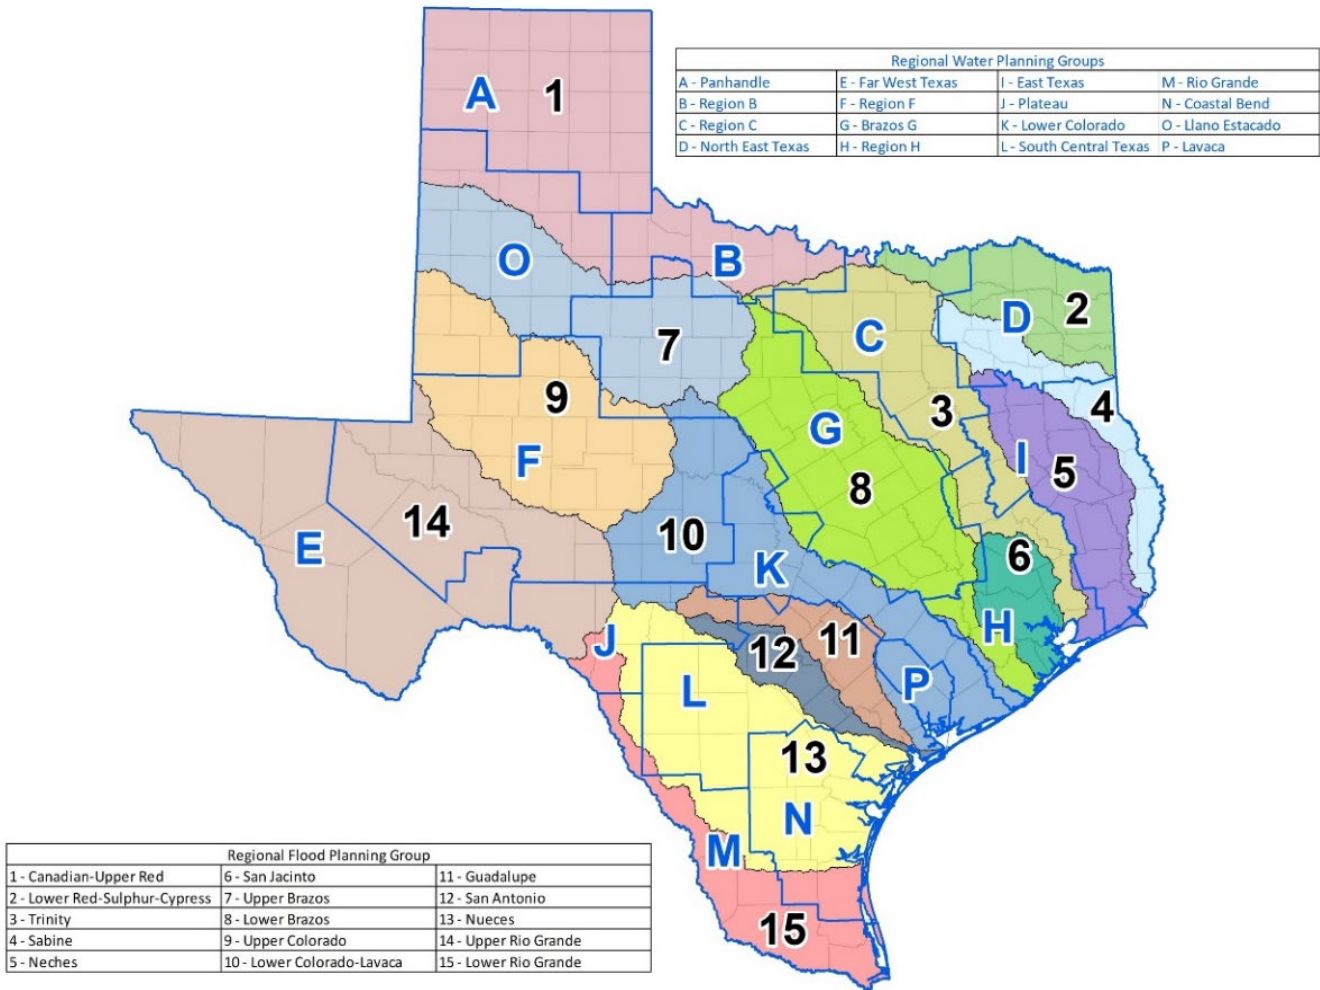 Regional Water Planning Groups
A - Panhandle E - Far West Texas I - East Texas M - Rio Grande
B - Region B F - Region F J - Plateau N - Coastal Bend
C - Region C G - Brazos G K - Lower Colorado O - Llano Estacado
D - North East Texas H - Region H L - South Central Texas P - Lavaca
A 1
O B
D 2
C
7
9 3 4
G
F I 5
8
14 10 6
E K
H
J 12 11
L P
13
N
M
15
Regional Flood Planning Group
1 - Canadian-Upper Red 6 - San Jacinto 11 - Guadalupe
2 - Lower Red-Sulphur-Cypress 7 - Upper Brazos 12 - San Antonio
3 - Trinity 8 - Lower Brazos 13 - Nueces
4 - Sabine 9 - Upper Colorado 14 - Upper Rio Grande
5 - Neches 10 - Lower Colorado-Lavaca 15 - Lower Rio Grande